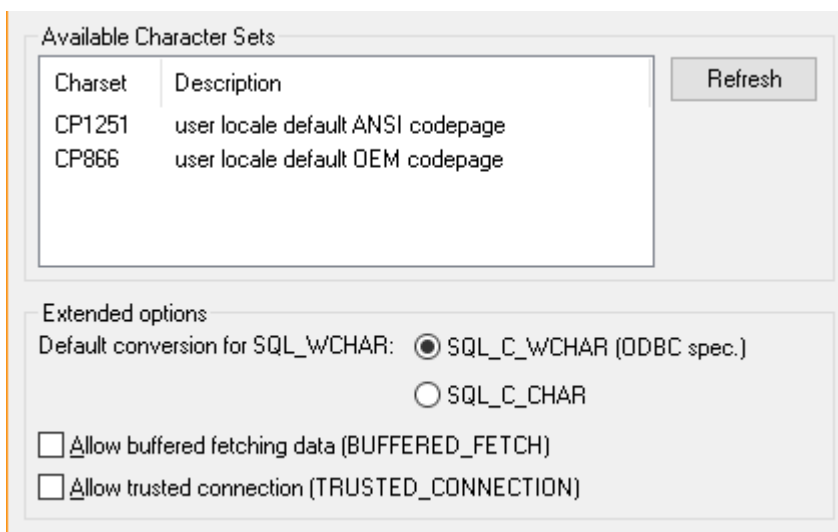 Available Character Sets
Charset Description
Refresh
CP1251 user locale default ANSI codepage
CP866 user locale default OEM codepage
Extended options
Default conversion for SQL_WCHAR: SQL_C_WCHAR (ODBC spec.)
SQL_C_CHAR
Allow buffered fetching data (BUFFERED_FETCH)
Allow trusted connection (TRUSTED_CONNECTION)